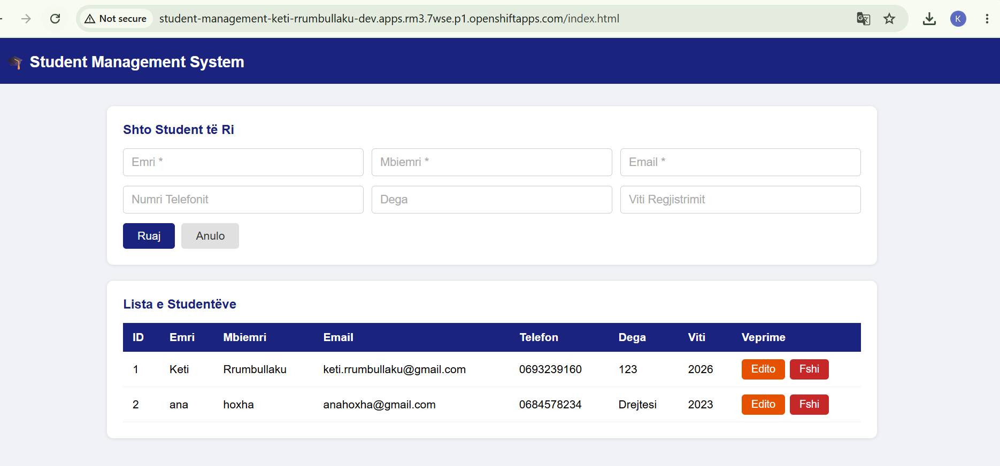 Not secure student-management-keti-rrumbullaku-dev.apps.rm3.7wse.p1.openshiftapps.com/index.html K
Student Management System
Shto Student të Ri
Emri * Mbiemri * Email *
Numri Telefonit Dega Viti Regjistrimit
Ruaj Anulo
Lista e Studentëve
ID Emri Mbiemri Email Telefon Dega Viti Veprime
1 Keti Rrumbullaku keti.rrumbullaku@gmail.com 0693239160 123 2026 Edito Fshi
2 ana hoxha anahoxha@gmail.com 0684578234 Drejtesi 2023 Edito Fshi